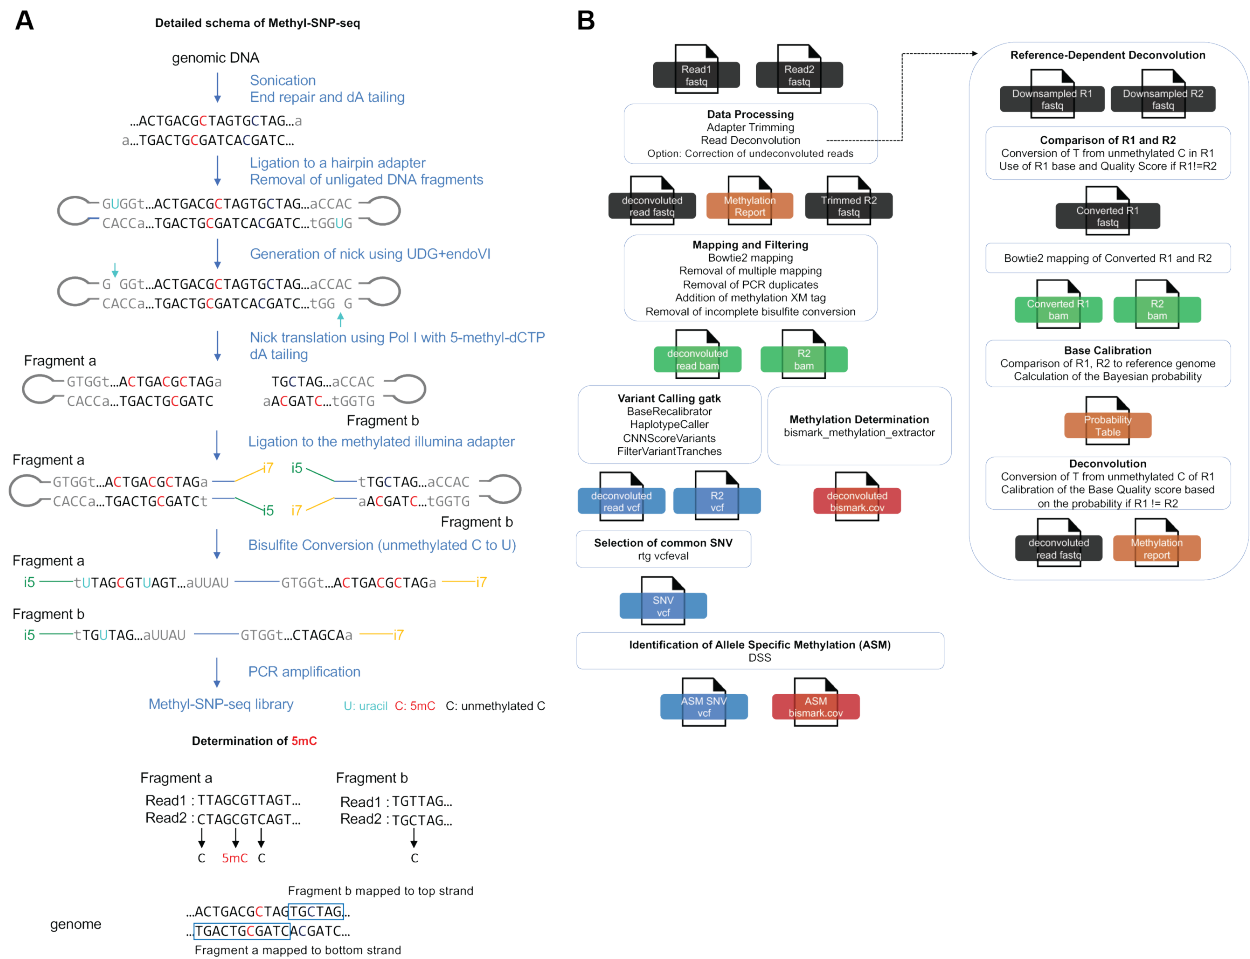 A
Detailed schema of Methyl-SNP-seq
genomic DNA
Sonication
End repair and dA tailing
...ACTGACGCTAGTGCTAG...a
a...TGACTGCGATCACGATC...
Ligation to a hairpin adapter
Removal of unligated DNA fragments
GUGGt...ACTGACGCTAGTGCTAG...aCCAC
CACCa...TGACTGCGATCACGATC...tGGUG
Generation of nick using UDG+endoVI
G GGt...ACTGACGCTAGTGCTAG...aCCAC
CACCa...TGACTGCGATCACGATC...tGG G
Nick translation using Pol I with 5-methyl-dCTP
dA tailing
Fragment a
GTGGt...ACTGACGCTAGa
CACCa...TGACTGCGATC
TGCTAG...aCCAC
aACGATC...tGGTG
Fragment b
Ligation to the methylated illumina adapter
Fragment a
GTGGt...ACTGACGCTAGa
CACCa...TGACTGCGATCt
i7
i5
i5
i7
tTGCTAG...aCCAC
aACGATC...tGGTG
Fragment b
Bisulfite Conversion (unmethylated C to U)
Fragment a
i5 tUTAGCGTUAGT...aUUAU GTGGt...ACTGACGCTAGa i7
Fragment b
i5 tTGUTAG...aUUAU GTGGt...CTAGCAa i7
PCR amplification
Methyl-SNP-seq library
U: uracil C: 5mC C: unmethylated C
Determination of 5mC
Fragment a
Read1 : TTAGCGTTAGT...
Read2 : CTAGCGTCAGT...
C 5mC C
Fragment b
Read1 : TGTTAG...
Read2 : TGCTAG...
C
Fragment b mapped to top strand
genome
...ACTGACGCTAGTGCTAG...
...TGACTGCGATCACGATC...
Fragment a mapped to bottom strand
B
Read1
fastq
Read2
fastq
Data Processing
Adapter Trimming
Read Deconvolution
Option: Correction of undeconvoluted reads
deconvoluted
read fastq
Methylation
Report
Trimmed R2
fastq
Mapping and Filtering
Bowtie2 mapping
Removal of multiple mapping
Removal of PCR duplicates
Addition of methylation XM tag
Removal of incomplete bisulfite conversion
deconvoluted
read bam
R2
bam
Variant Calling gatk
BaseRecalibrator
HaplotypeCaller
CNNScoreVariants
FilterVariantTranches
Methylation Determination
bismark_methylation_extractor
deconvoluted
read vcf
R2
vcf
deconvoluted
bismark.cov
Selection of common SNV
rtg vcfeval
SNV
vcf
Identification of Allele Specific Methylation (ASM)
DSS
ASM SNV
vcf
ASM
bismark.cov
Reference-Dependent Deconvolution
Downsampled R1
fastq
Downsampled R2
fastq
Comparison of R1 and R2
Conversion of T from unmethylated C in R1
Use of R1 base and Quality Score if R1!=R2
Converted R1
fastq
Bowtie2 mapping of Converted R1 and R2
Converted R1
bam
R2
bam
Base Calibration
Comparison of R1, R2 to reference genome
Calculation of the Bayesian probability
Probability
Table
Deconvolution
Conversion of T from unmethylated C of R1
Calibration of the Base Quality score based
on the probability if R1 != R2
deconvoluted
read fastq
Methylation
report